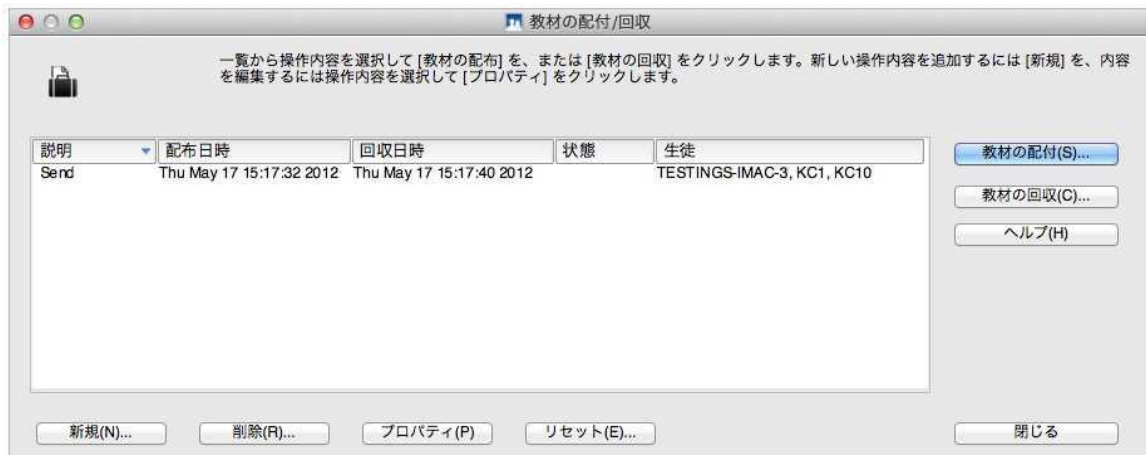 教材の配付/回収
一覧から操作内容を選択して [教材の配布] を、または [教材の回収] をクリックします。新しい操作内容を追加するには [新規] を、内容
を編集するには操作内容を選択して [プロパティ] をクリックします。
説明 配布日時 回収日時 状態 生徒
Send Thu May 17 15:17:32 2012 Thu May 17 15:17:40 2012 TESTINGS-IMAC-3, KC1, KC10
教材の配付(S)...
教材の回収(C)...
ヘルプ(H)
新規(N)... 削除(R)... プロパティ(P) リセット(E)... 閉じる